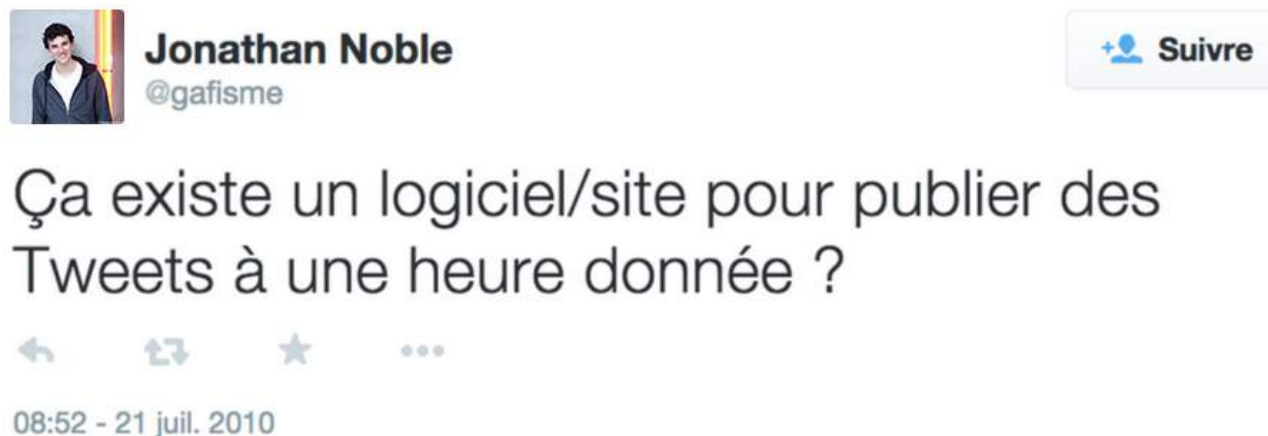 Jonathan Noble
@gafisme
Suivre
Ça existe un logiciel/site pour publier des
Tweets à une heure donnée ?
08:52 - 21 juil. 2010